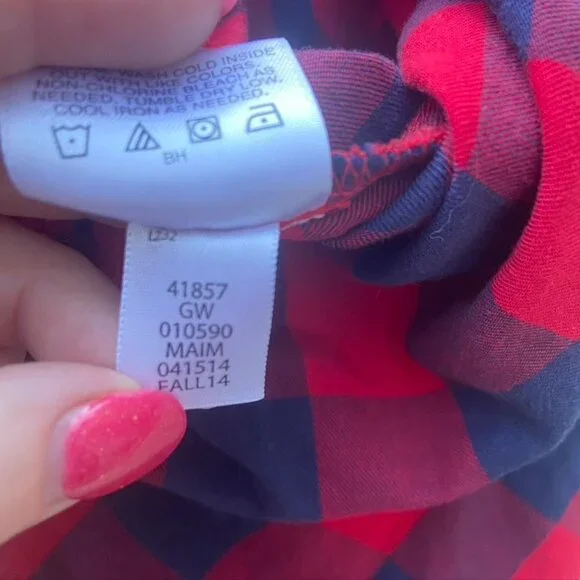 OUT WASH COLD INSIDE
WITH LIKE COLORS.
NON-CHLORINE BLEACH AS
NEEDED. TUMBLE DRY LOW.
COOL IRON AS NEEDED.
BH
L232
41857
GW
010590
MAIM
041514
FALL14